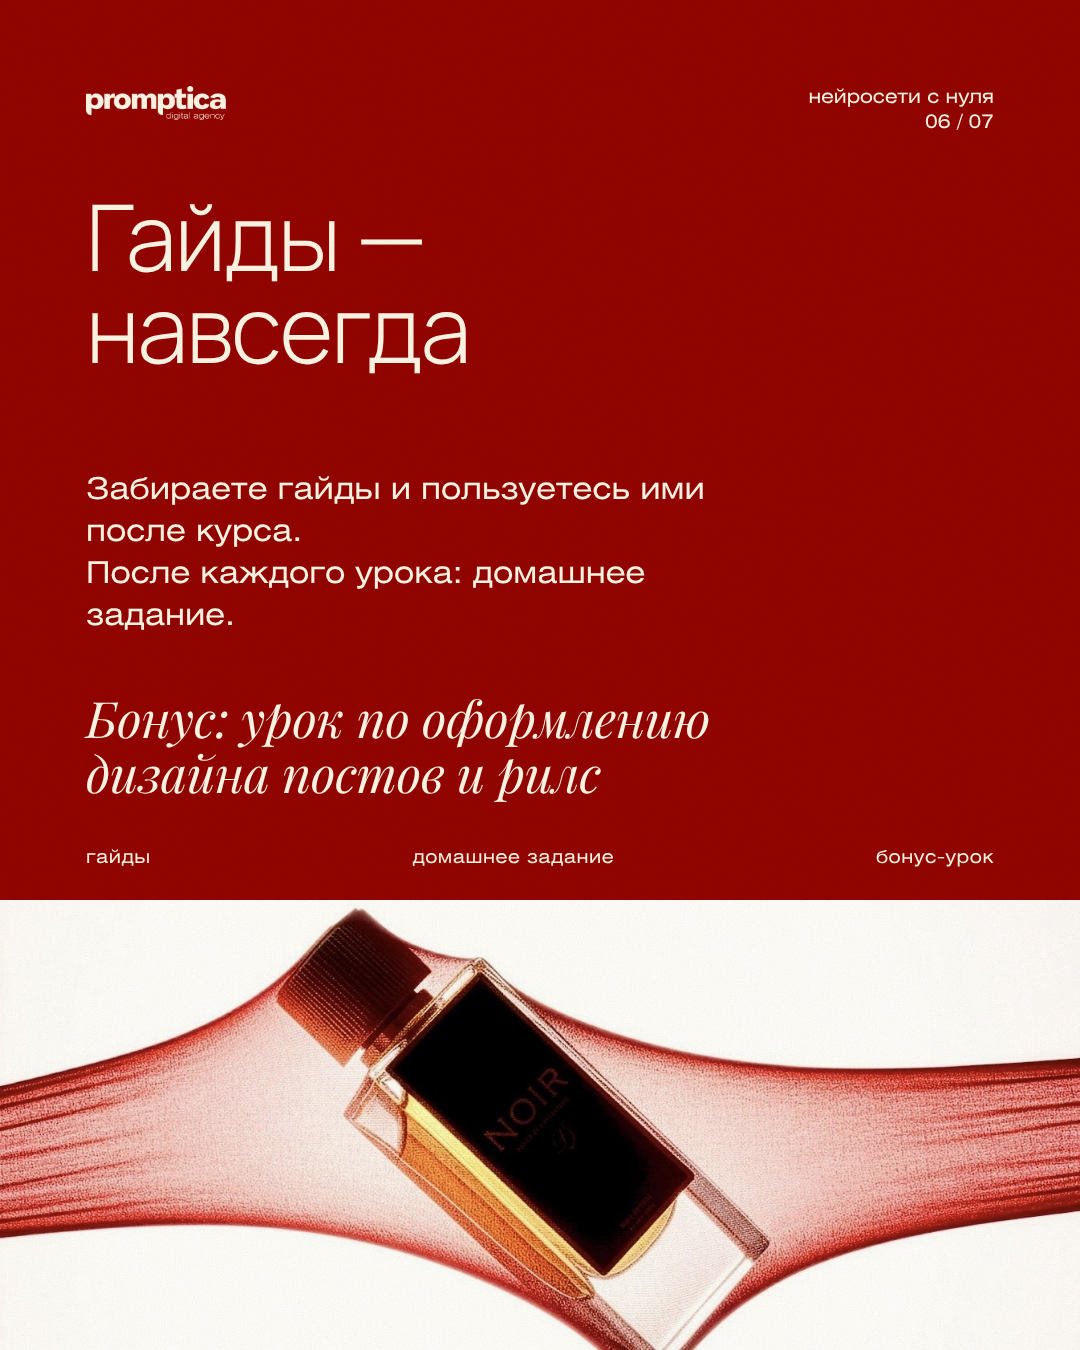 promptica
digital agency
нейросети с нуля
06 / 07
Гайды —
навсегда
Забираете гайды и пользуетесь ими
после курса.
После каждого урока: домашнее
задание.
Бонус: урок по оформлению
дизайна постов и рилс
гайды
домашнее задание
бонус-урок
NOIR